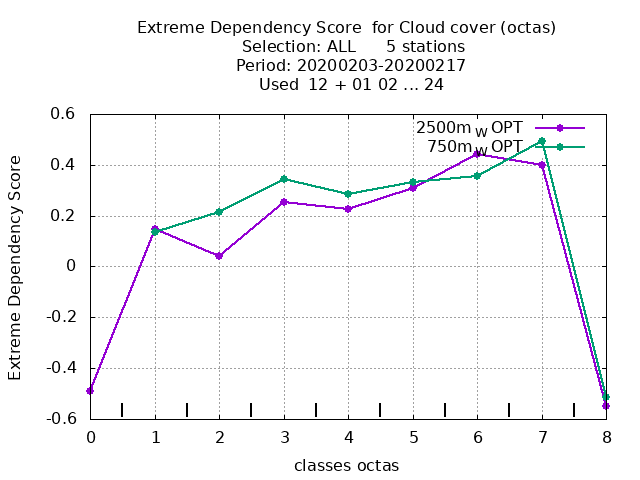 Extreme Dependency Score  for Cloud cover (octas)
Selection: ALL      5 stations
Period: 20200203-20200217
Used  12 + 01 02 ... 24
2500m W OPT
750m W OPT
0.6
0.4
0.2
0
-0.2
-0.4
-0.6
Extreme Dependency Score
0 1 2 3 4 5 6 7 8
classes octas